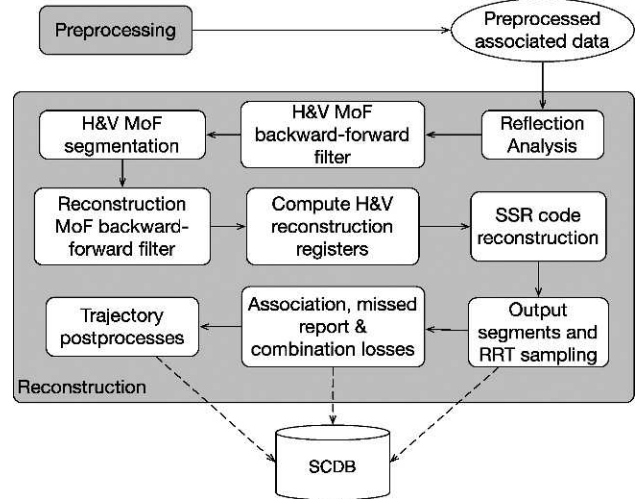 Preprocessing
Preprocessed
associated data
H&V MoF
segmentation
H&V MoF
backward-forward
filter
Reflection
Analysis
Reconstruction
MoF backward-
forward filter
Compute H&V
reconstruction
registers
SSR code
reconstruction
Trajectory
postprocesses
Association, missed
report &
combination losses
Output
segments and
RRT sampling
Reconstruction
SCDB